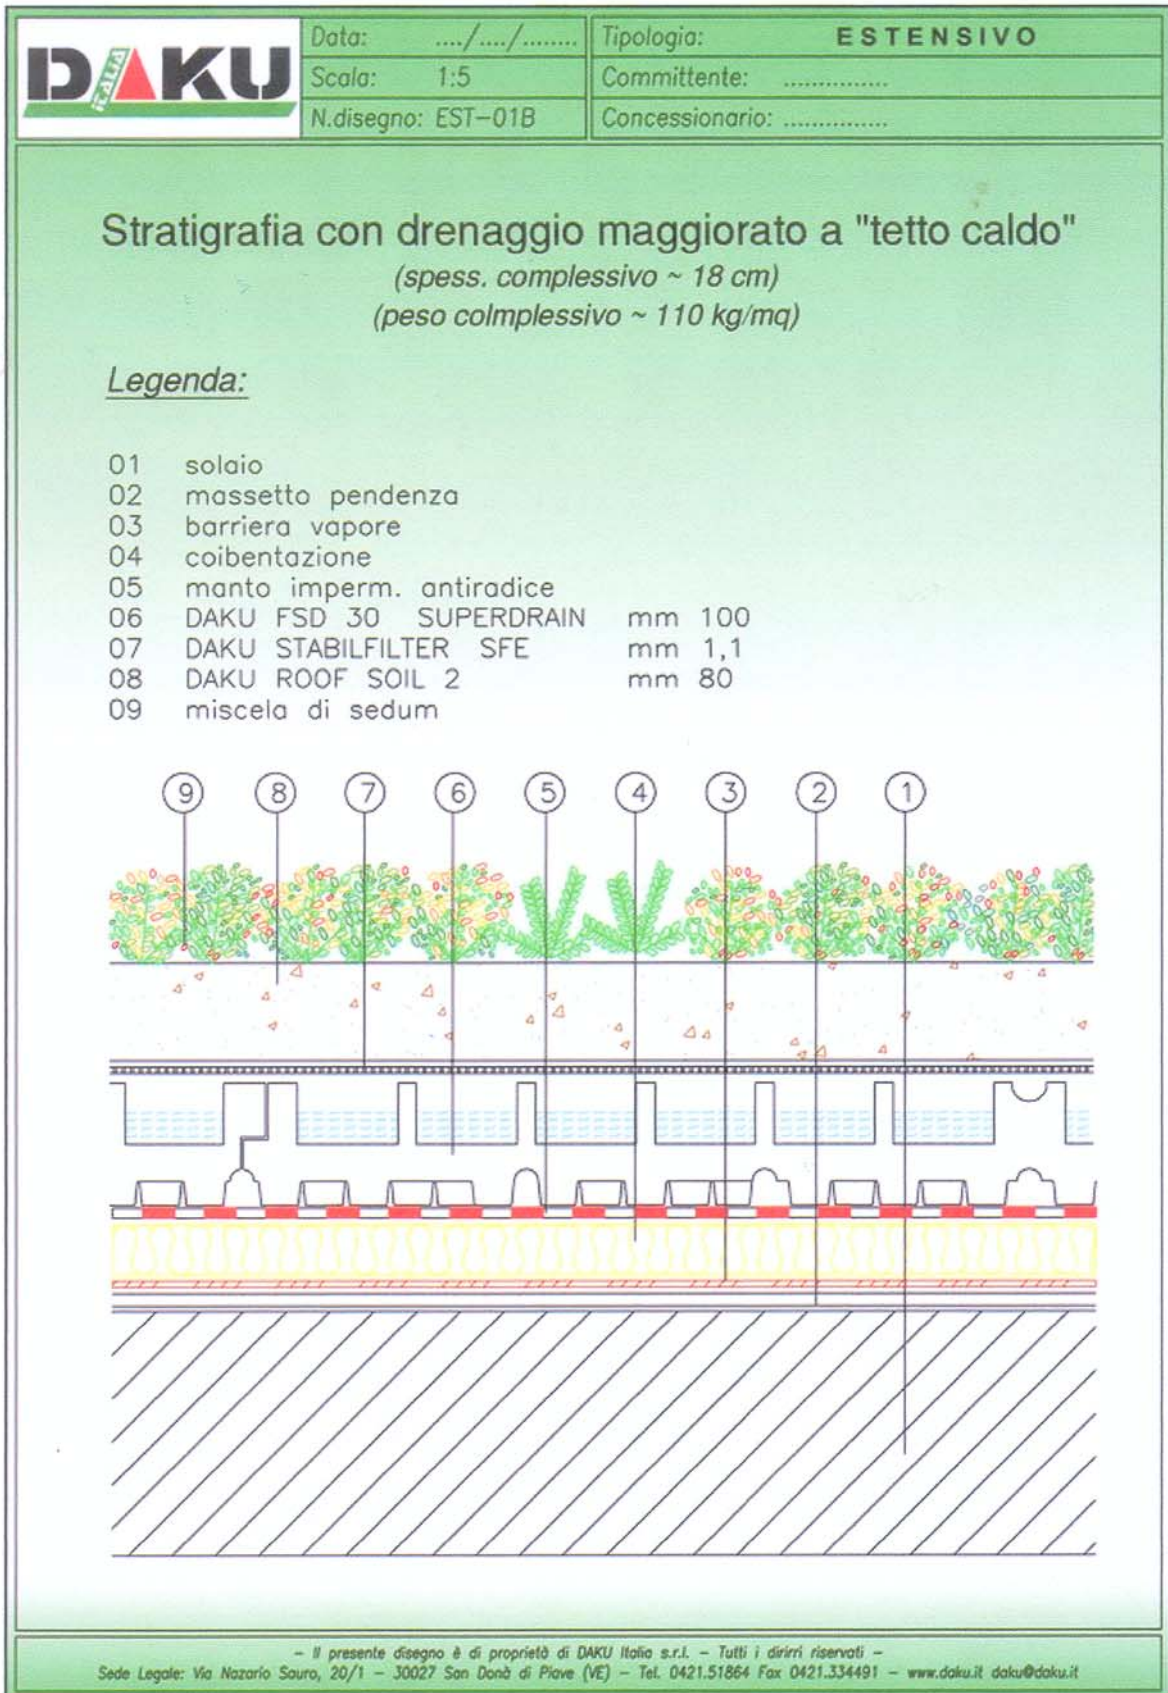 DAKU
ITALIA
Data: ..../..../........
Tipologia: ESTENSIVO
Scala: 1:5
Committente: ...............
N.disegno: EST-01B
Concessionario: ...............
Stratigrafia con drenaggio maggiorato a "tetto caldo"
(spess. complessivo ~ 18 cm)
(peso colmplessivo ~ 110 kg/mq)
Legenda:
01 solaio
02 massetto pendenza
03 barriera vapore
04 coibentazione
05 manto imperm. antiradice
06 DAKU FSD 30 SUPERDRAIN mm 100
07 DAKU STABILFILTER SFE mm 1,1
08 DAKU ROOF SOIL 2 mm 80
09 miscela di sedum
9 8 7 6 5 4 3 2 1
- Il presente disegno è di proprietà di DAKU Italia s.r.l. - Tutti i dirirri riservati -
Sede Legale: Via Nazario Sauro, 20/1 - 30027 San Donà di Piave (VE) - Tel. 0421.51864 Fax 0421.334491 - www.daku.it daku@daku.it